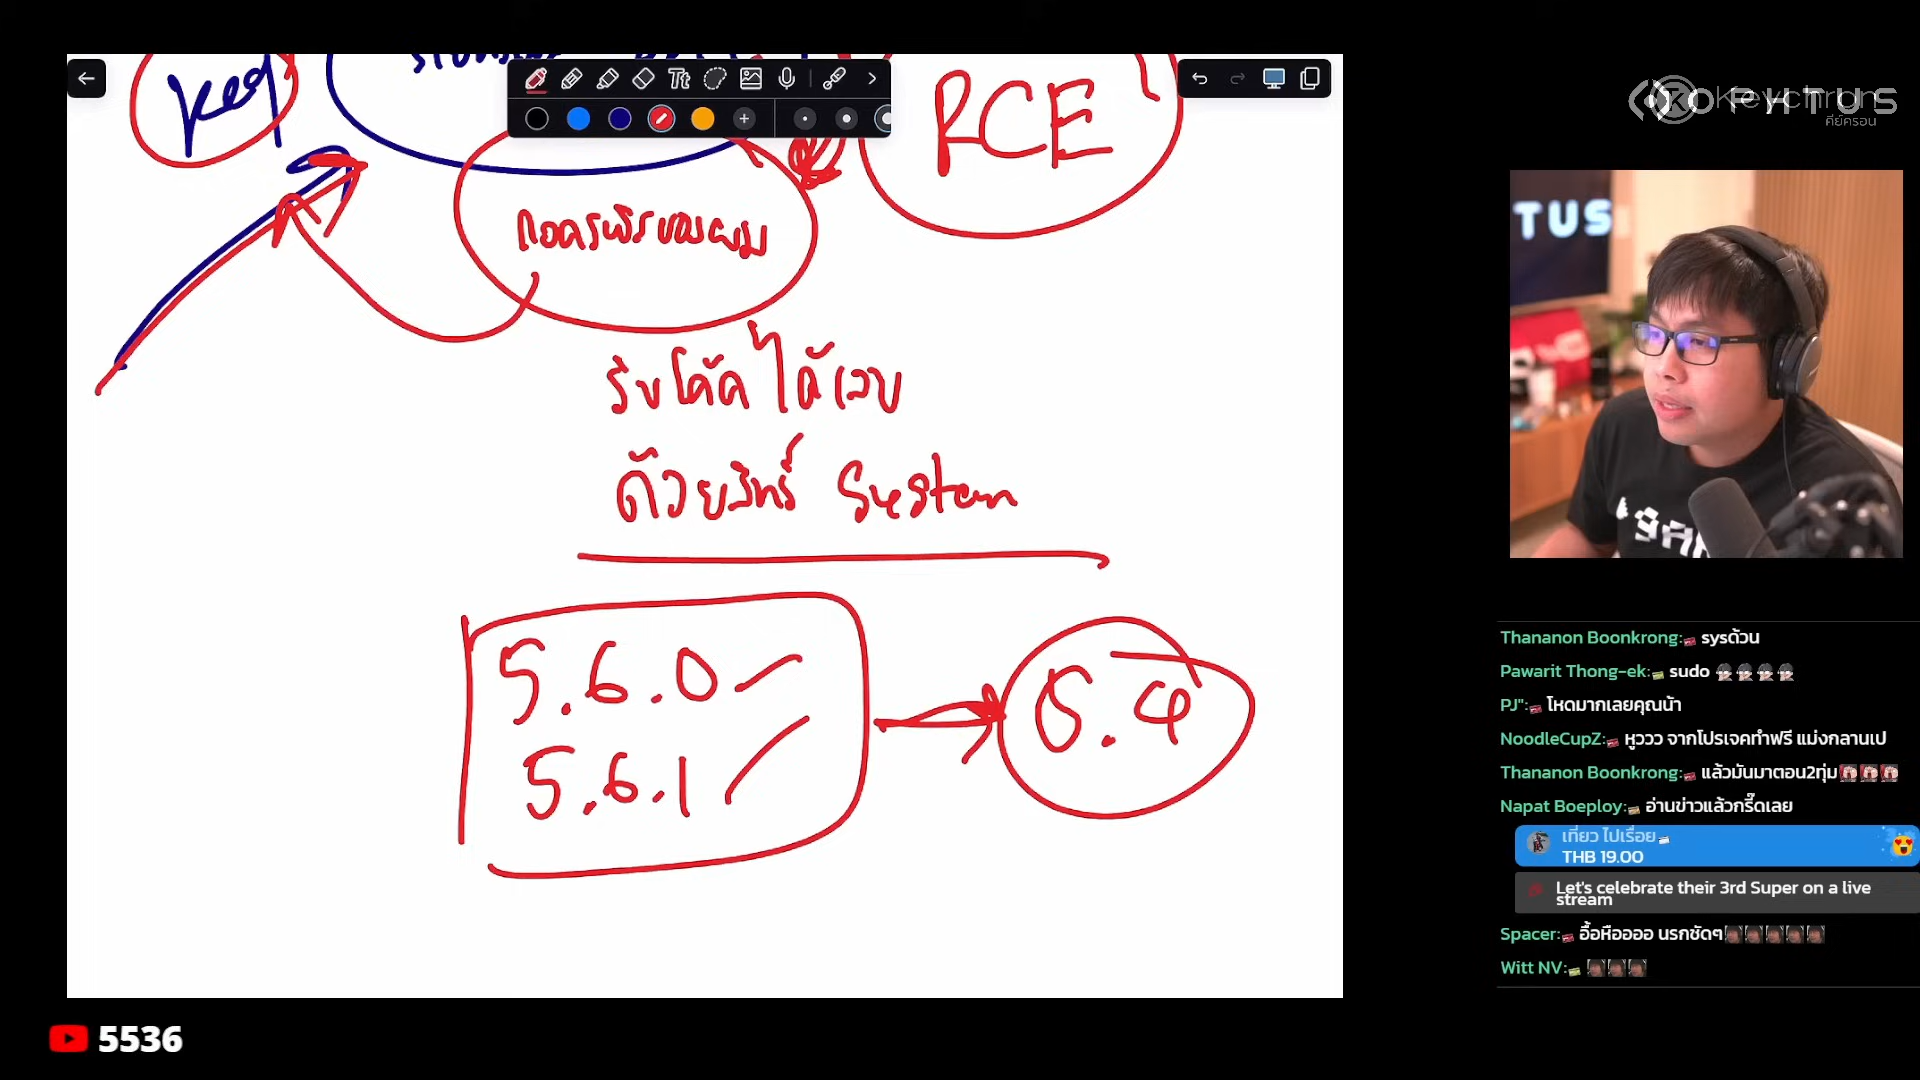 key
RCE
Tt
รันโค้ดได้เลย
ด้วยสิทธิ์ System
5.6.0
5.6.1
5.4
คีย์ครอน
TUS
Thananon Boonkrong: sysด้วน
Pawarit Thong-ek: sudo
PJ": โหดมากเลยคุณน้า
NoodleCupZ: หูววว จากโปรเจคทำฟรี แม่งกลานเป
Thananon Boonkrong: แล้วมันมาตอน2ทุ่ม
Napat Boeploy: อ่านข่าวแล้วกรี๊ดเลย
เที่ยว ไปเรื่อย
THB 19.00
Let's celebrate their 3rd Super on a live
stream
Spacer: อื้อหืออออ นรกชัดๆ
Witt NV:
5536